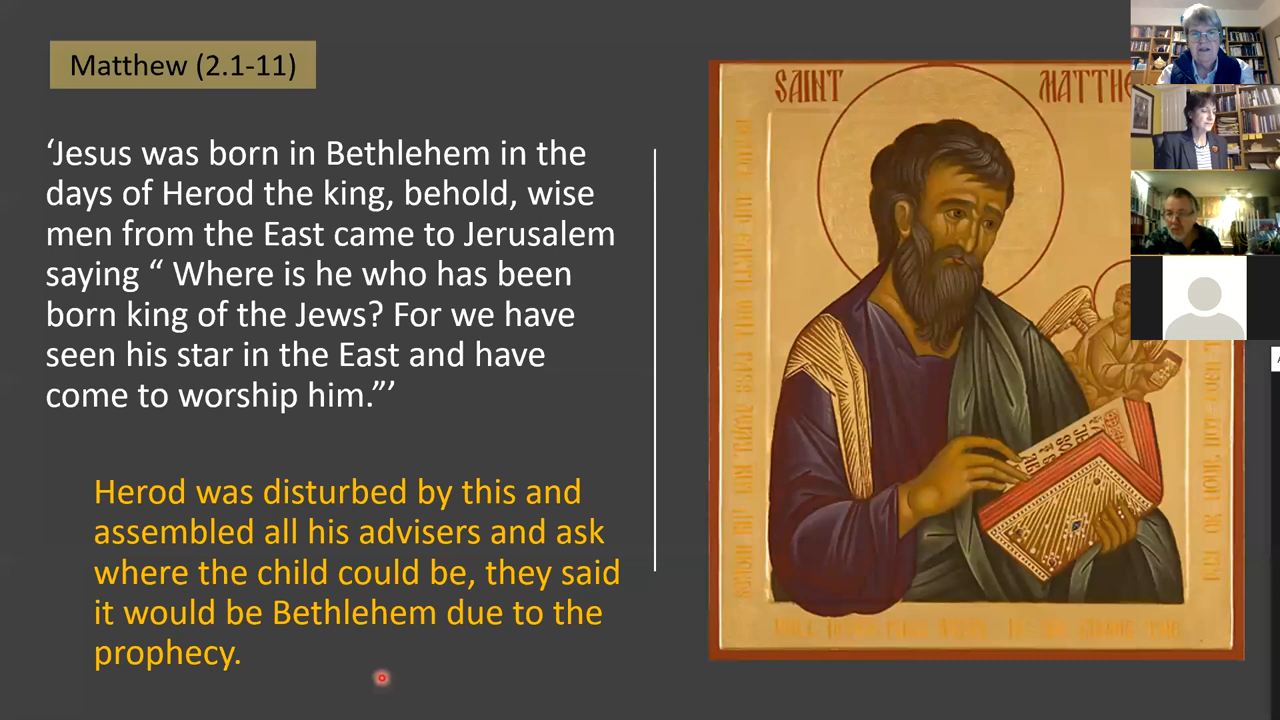 Matthew (2.1-11)
‘Jesus was born in Bethlehem in the
days of Herod the king, behold, wise
men from the East came to Jerusalem
saying “ Where is he who has been
born king of the Jews? For we have
seen his star in the East and have
come to worship him.”’
Herod was disturbed by this and
assembled all his advisers and ask
where the child could be, they said
it would be Bethlehem due to the
prophecy.
SAINT
MATTHE